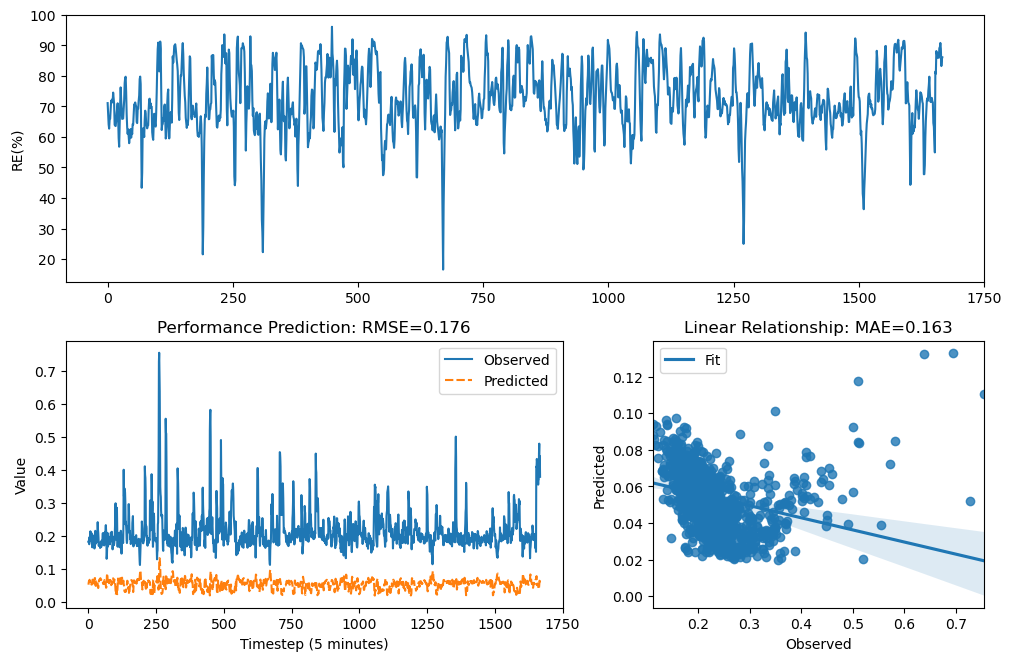 100
90
80
70
60
50
40
30
20
RE(%)
0 250 500 750 1000 1250 1500 1750
Performance Prediction: RMSE=0.176
Observed
Predicted
0.7
0.6
0.5
0.4
0.3
0.2
0.1
0.0
Value
0 250 500 750 1000 1250 1500 1750
Timestep (5 minutes)
Linear Relationship: MAE=0.163
Fit
0.12
0.10
0.08
0.06
0.04
0.02
0.00
Predicted
0.2 0.3 0.4 0.5 0.6 0.7
Observed